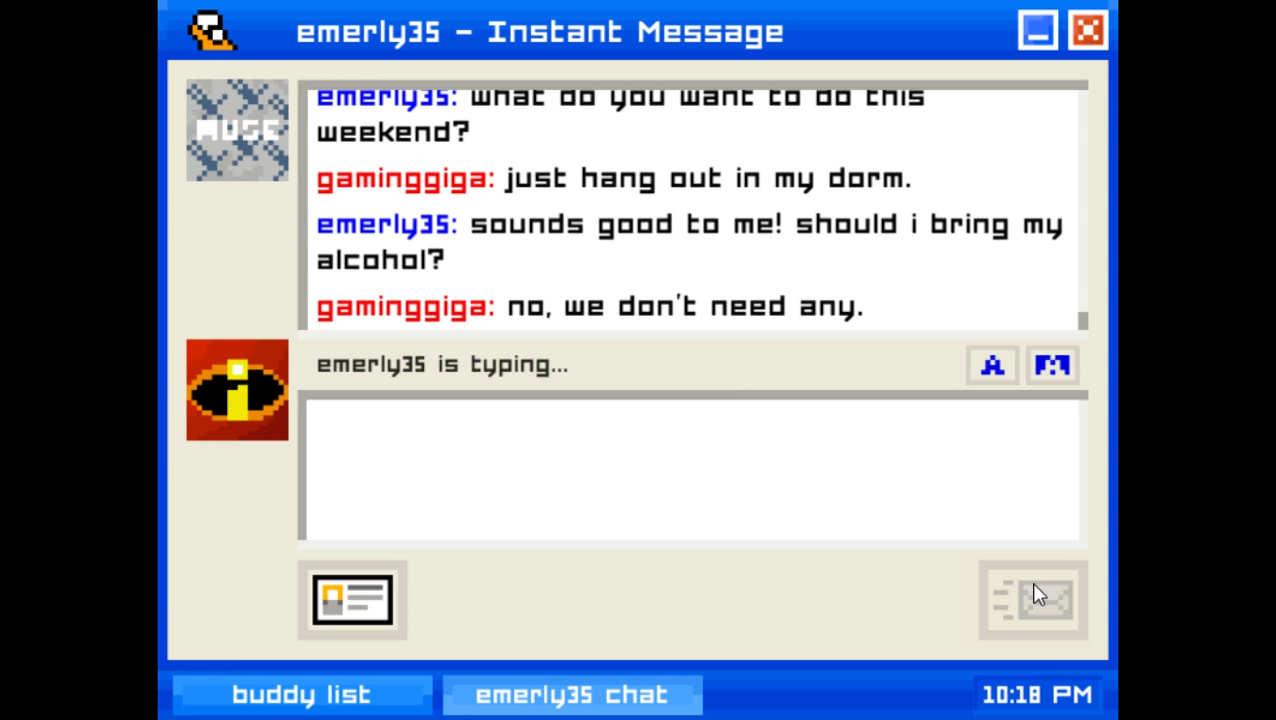 emerly35 - Instant Message
MUSE
emerly35: what do you want to do this
weekend?
gaminggiga: just hang out in my dorm.
emerly35: sounds good to me! should i bring my
alcohol?
gaminggiga: no, we don't need any.
emerly35 is typing...
A
i
buddy list
emerly35 chat
10:18 PM